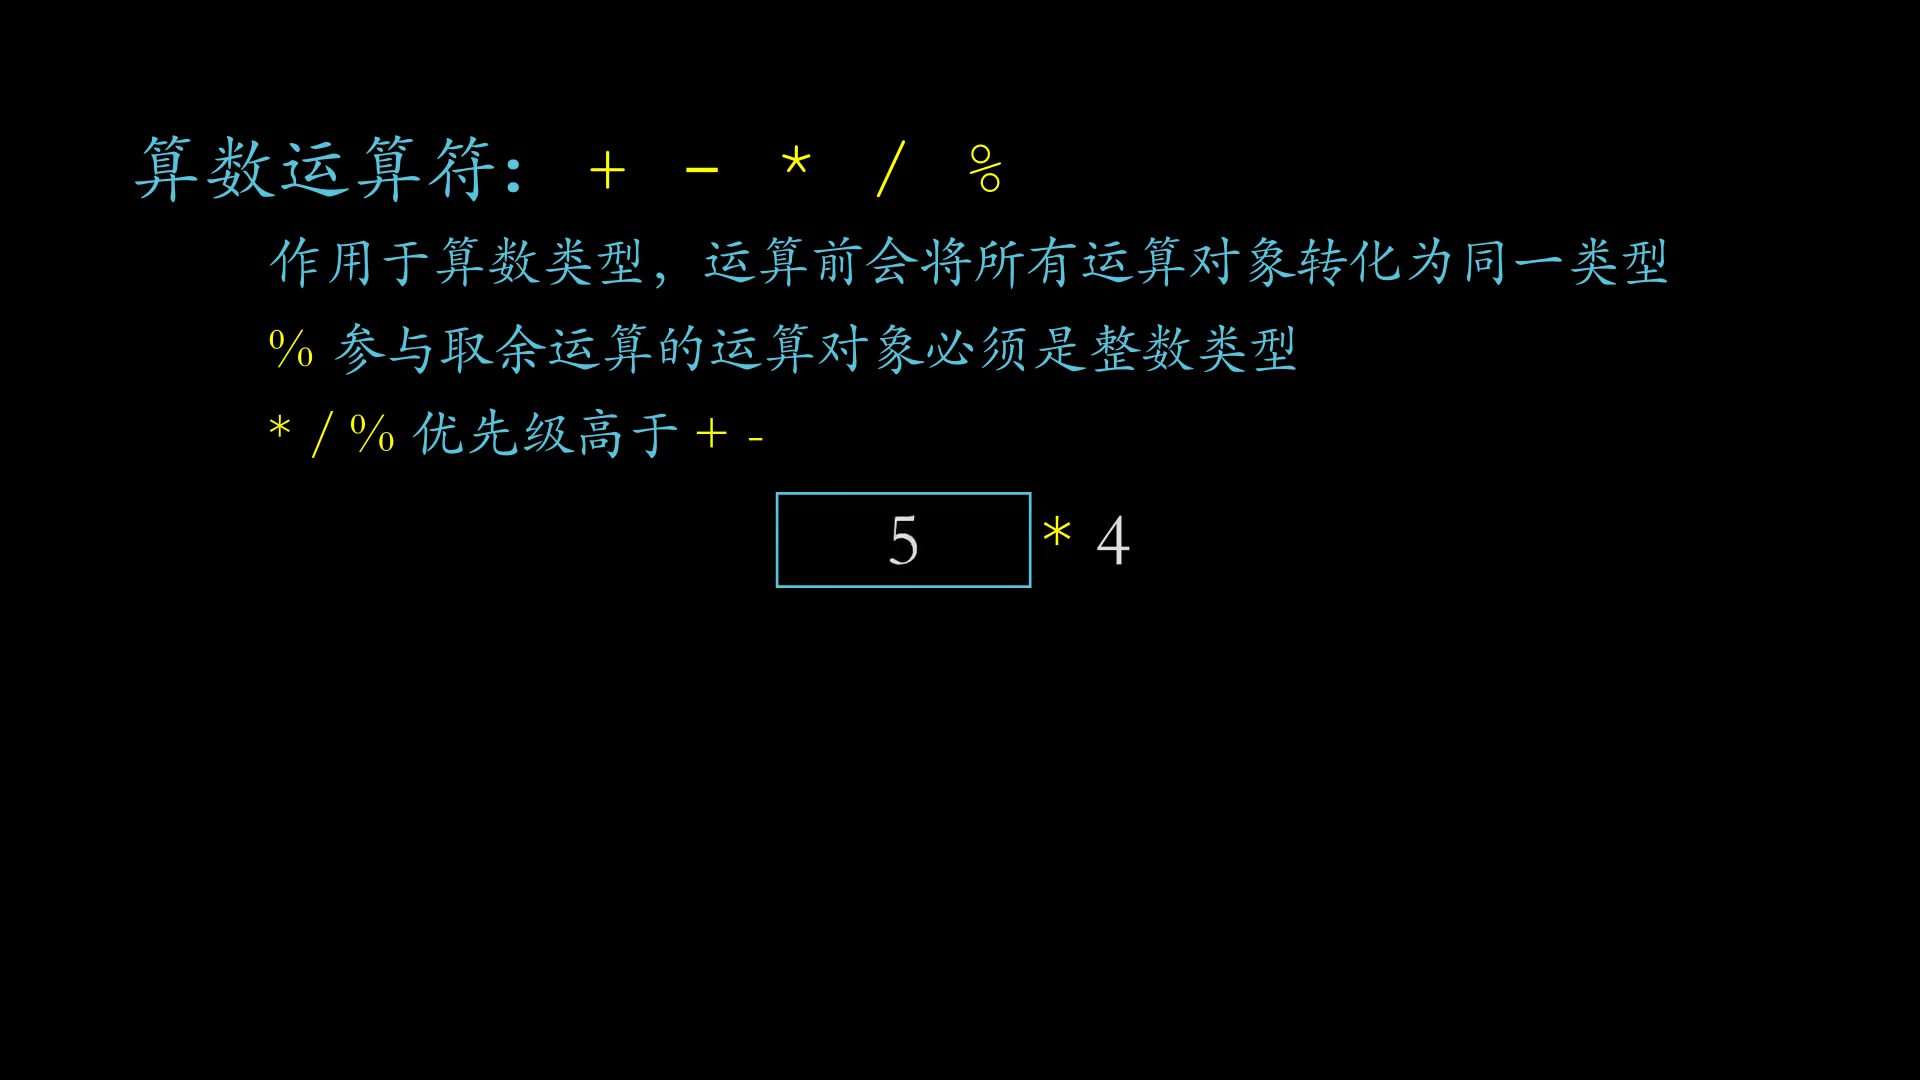 算数运算符： + - * / %
作用于算数类型，运算前会将所有运算对象转化为同一类型
% 参与取余运算的运算对象必须是整数类型
* / % 优先级高于 + -
5 * 4